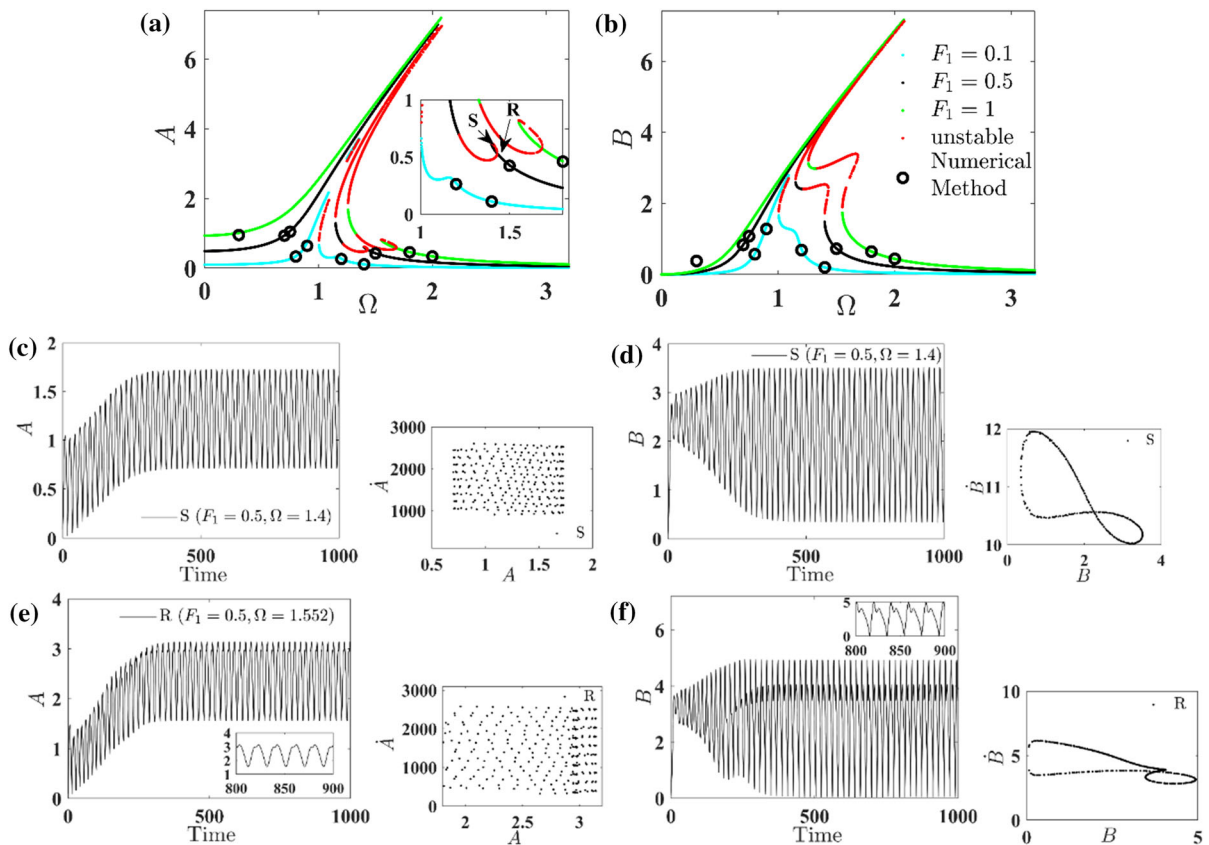 (a)
A
6
4
2
0
0 1 2 3
Ω
1
0.5
0
1 1.5
S
R
(b)
B
6
4
2
0
0 1 2 3
Ω
F₁ = 0.1
F₁ = 0.5
F₁ = 1
unstable
Numerical
Method
(c)
A
2
1.5
1
0.5
0
0 500 1000
Time
S (F₁ = 0.5, Ω = 1.4)
Ȧ
3000
2000
1000
0.5 1 1.5 2
A
S
(d)
B
4
3
2
1
0
0 500 1000
Time
S (F₁ = 0.5, Ω = 1.4)
Ḃ
12
11
10
0 2 4
B
S
(e)
A
4
3
2
1
0
0 500 1000
Time
R (F₁ = 0.5, Ω = 1.552)
4
3
2
1
800 850 900
Ȧ
3000
2000
1000
0
2 2.5 3
A
R
(f)
B
6
4
2
0
0 500 1000
Time
5
0
800 850 900
Ḃ
10
5
0
0 5
B
R